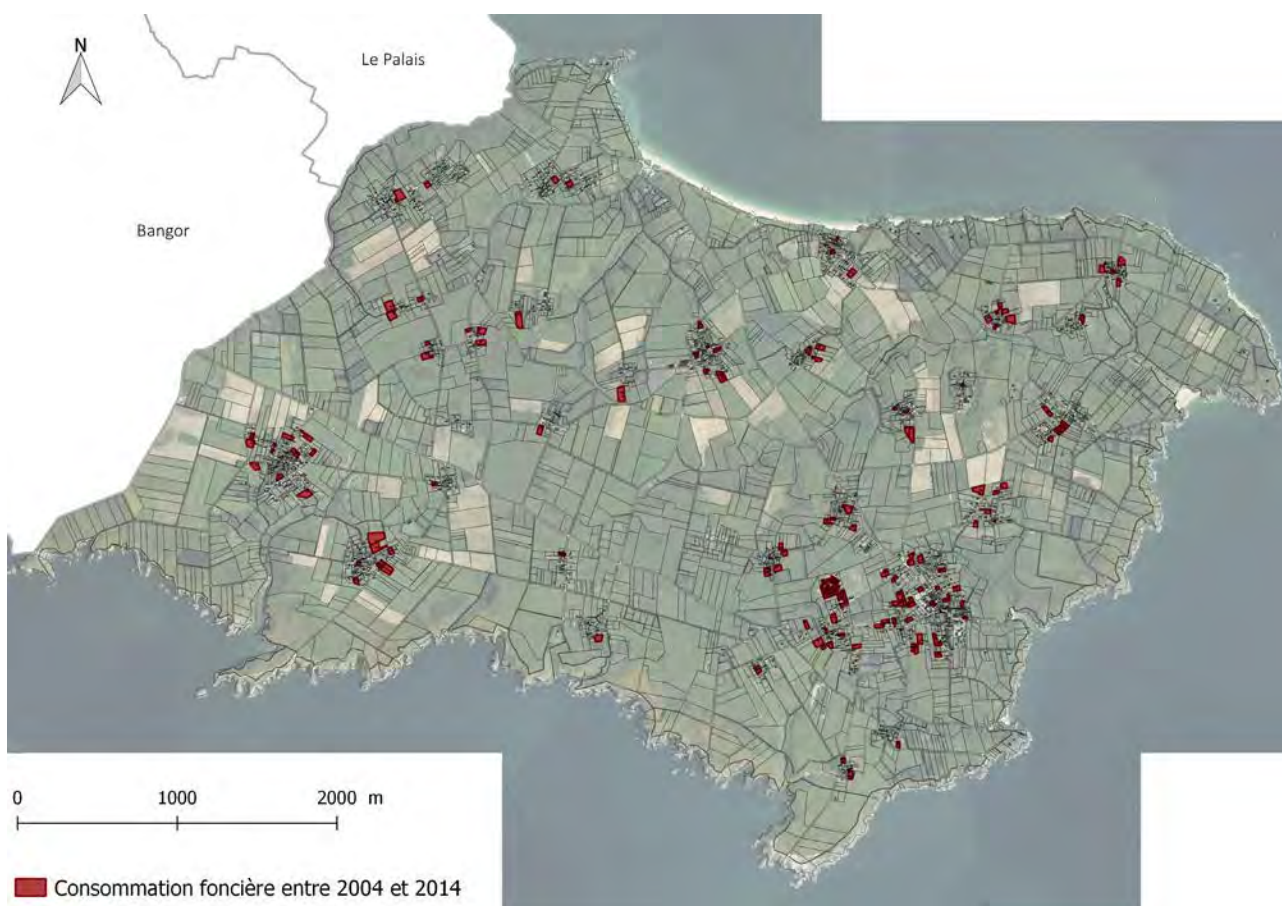 N
Le Palais
Bangor
0 1000 2000 m
Consommation foncière entre 2004 et 2014